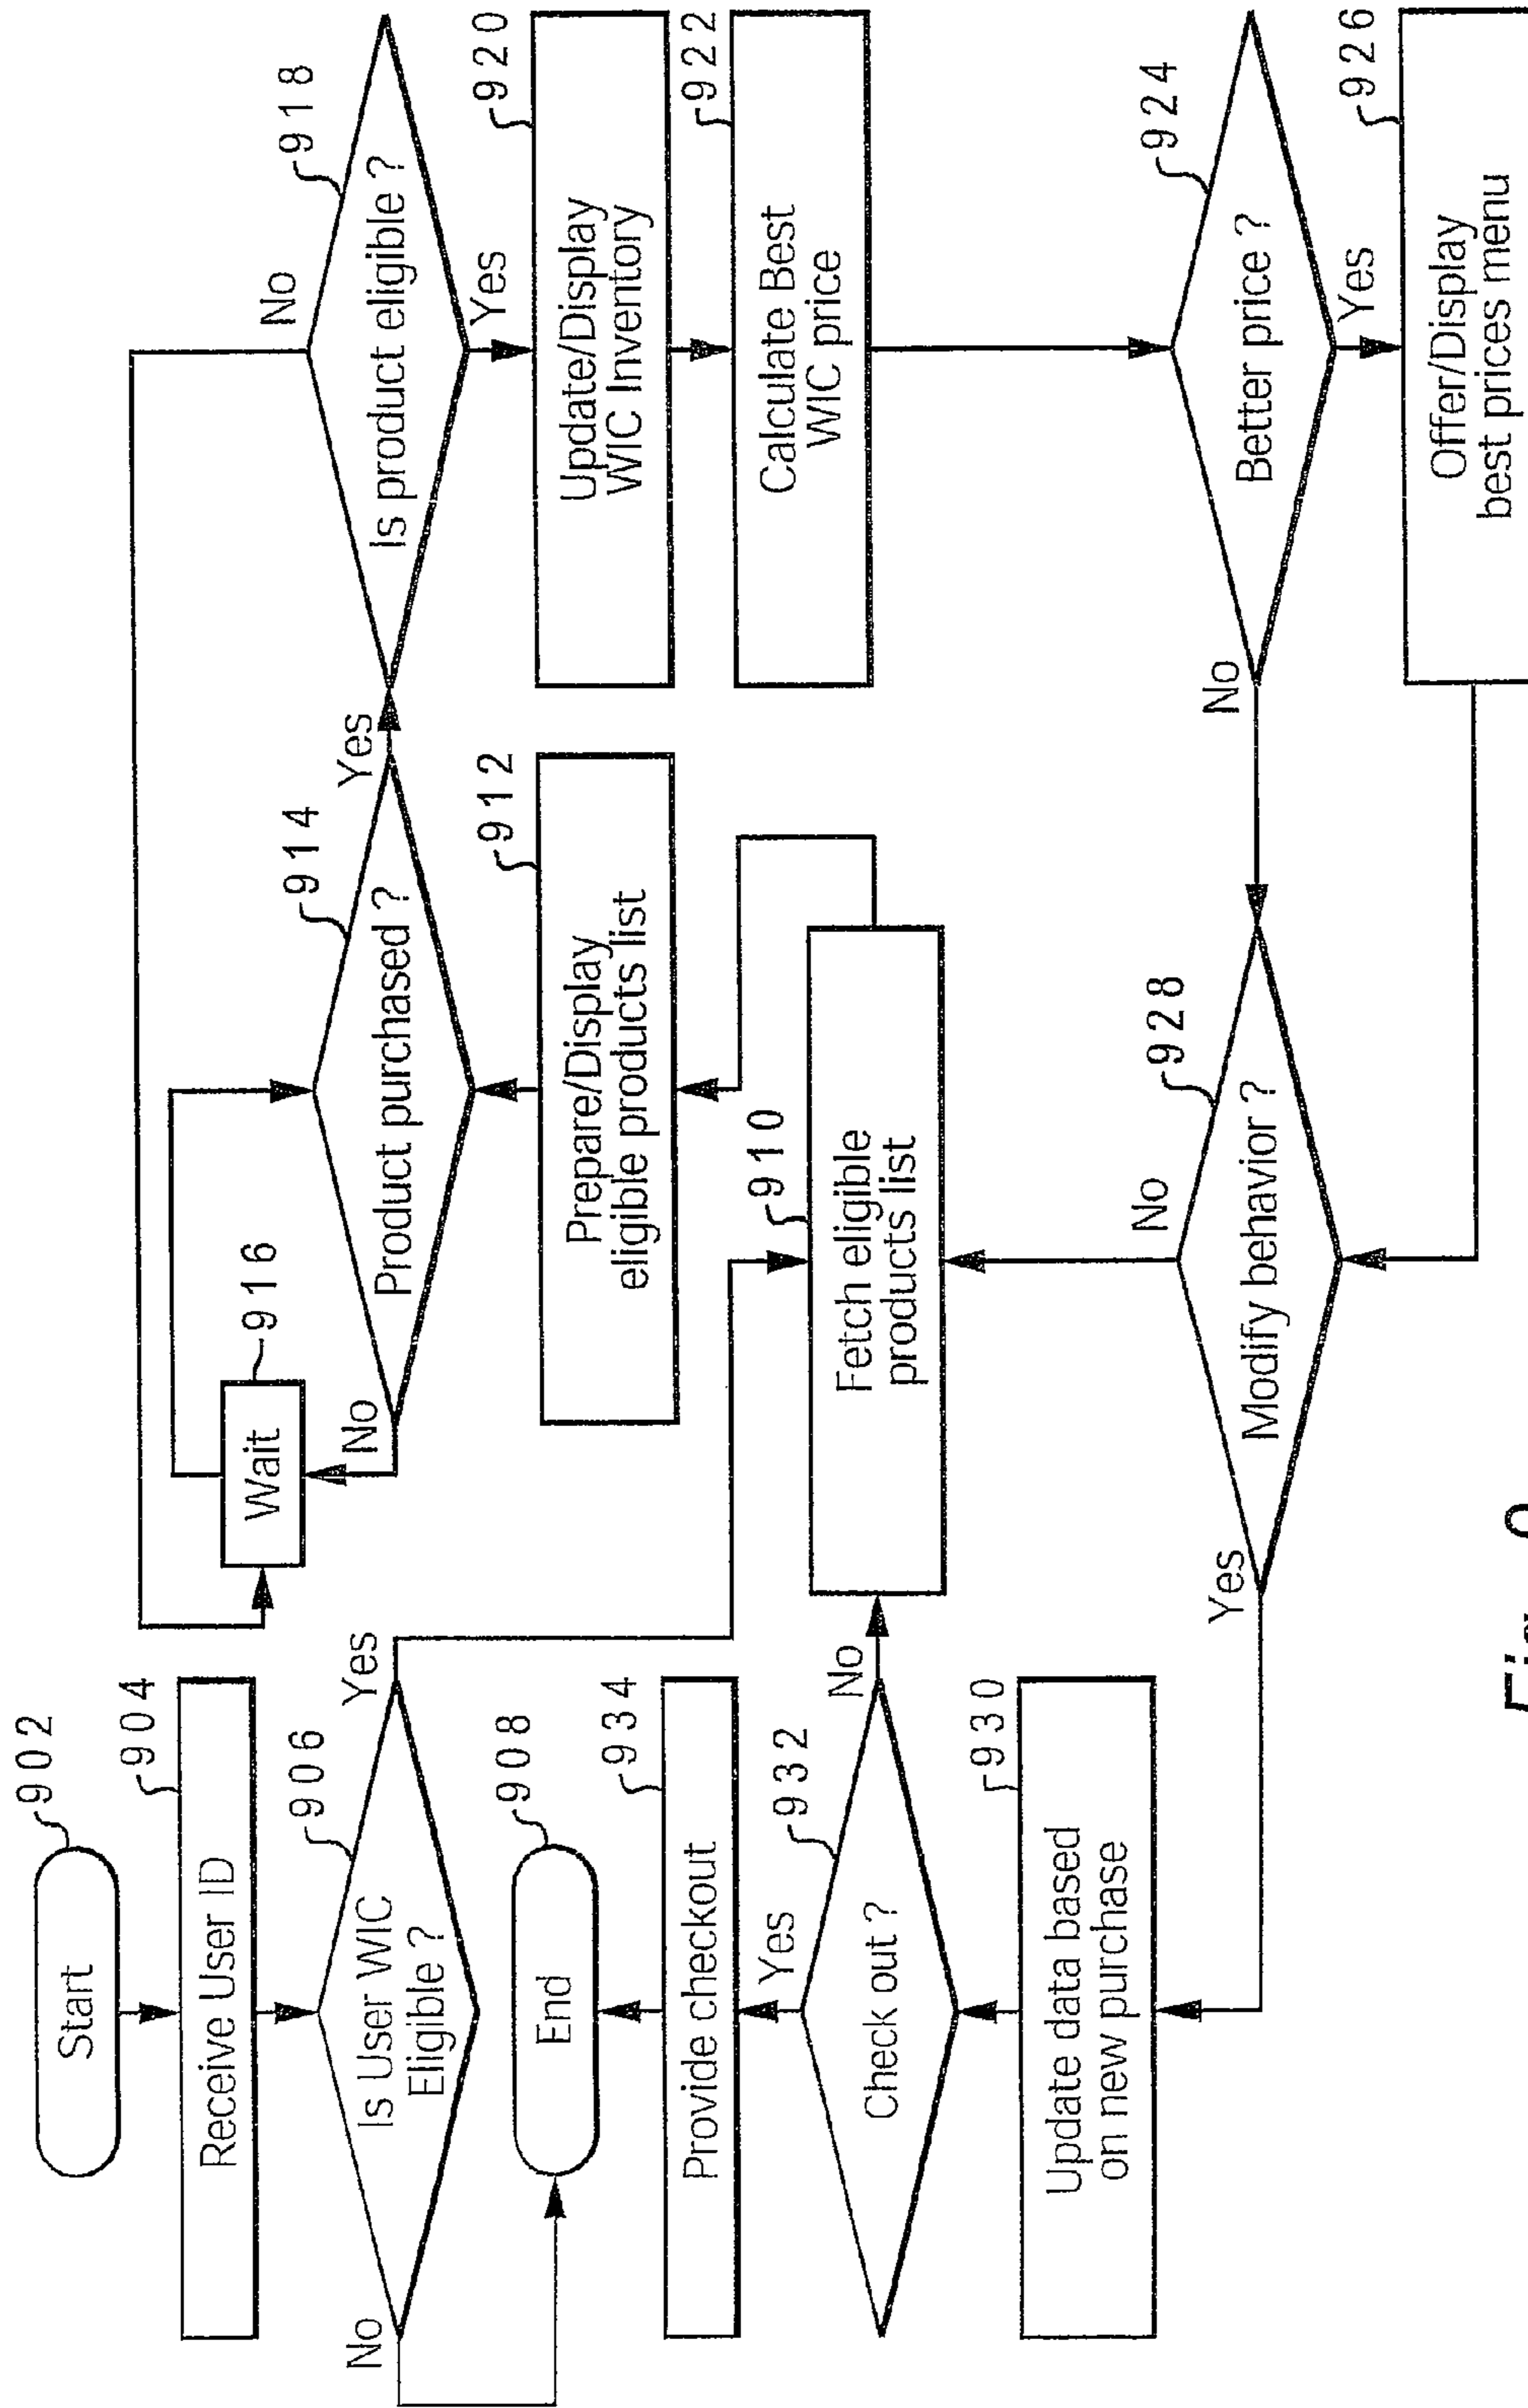 Start
902
Receive User ID
904
Is User WIC
Eligible ?
906
No
Yes
End
908
Provide checkout
934
Yes
Check out ?
932
No
Update data based
on new purchase
930
Wait
916
No
Product purchased ?
914
Yes
Prepare/Display
eligible products list
912
Fetch eligible
products list
910
No
Modify behavior ?
928
Yes
No
Is product eligible ?
918
Yes
Update/Display
WIC Inventory
920
Calculate Best
WIC price
922
Better price ?
924
No
Yes
Offer/Display
best prices menu
926
Fig.